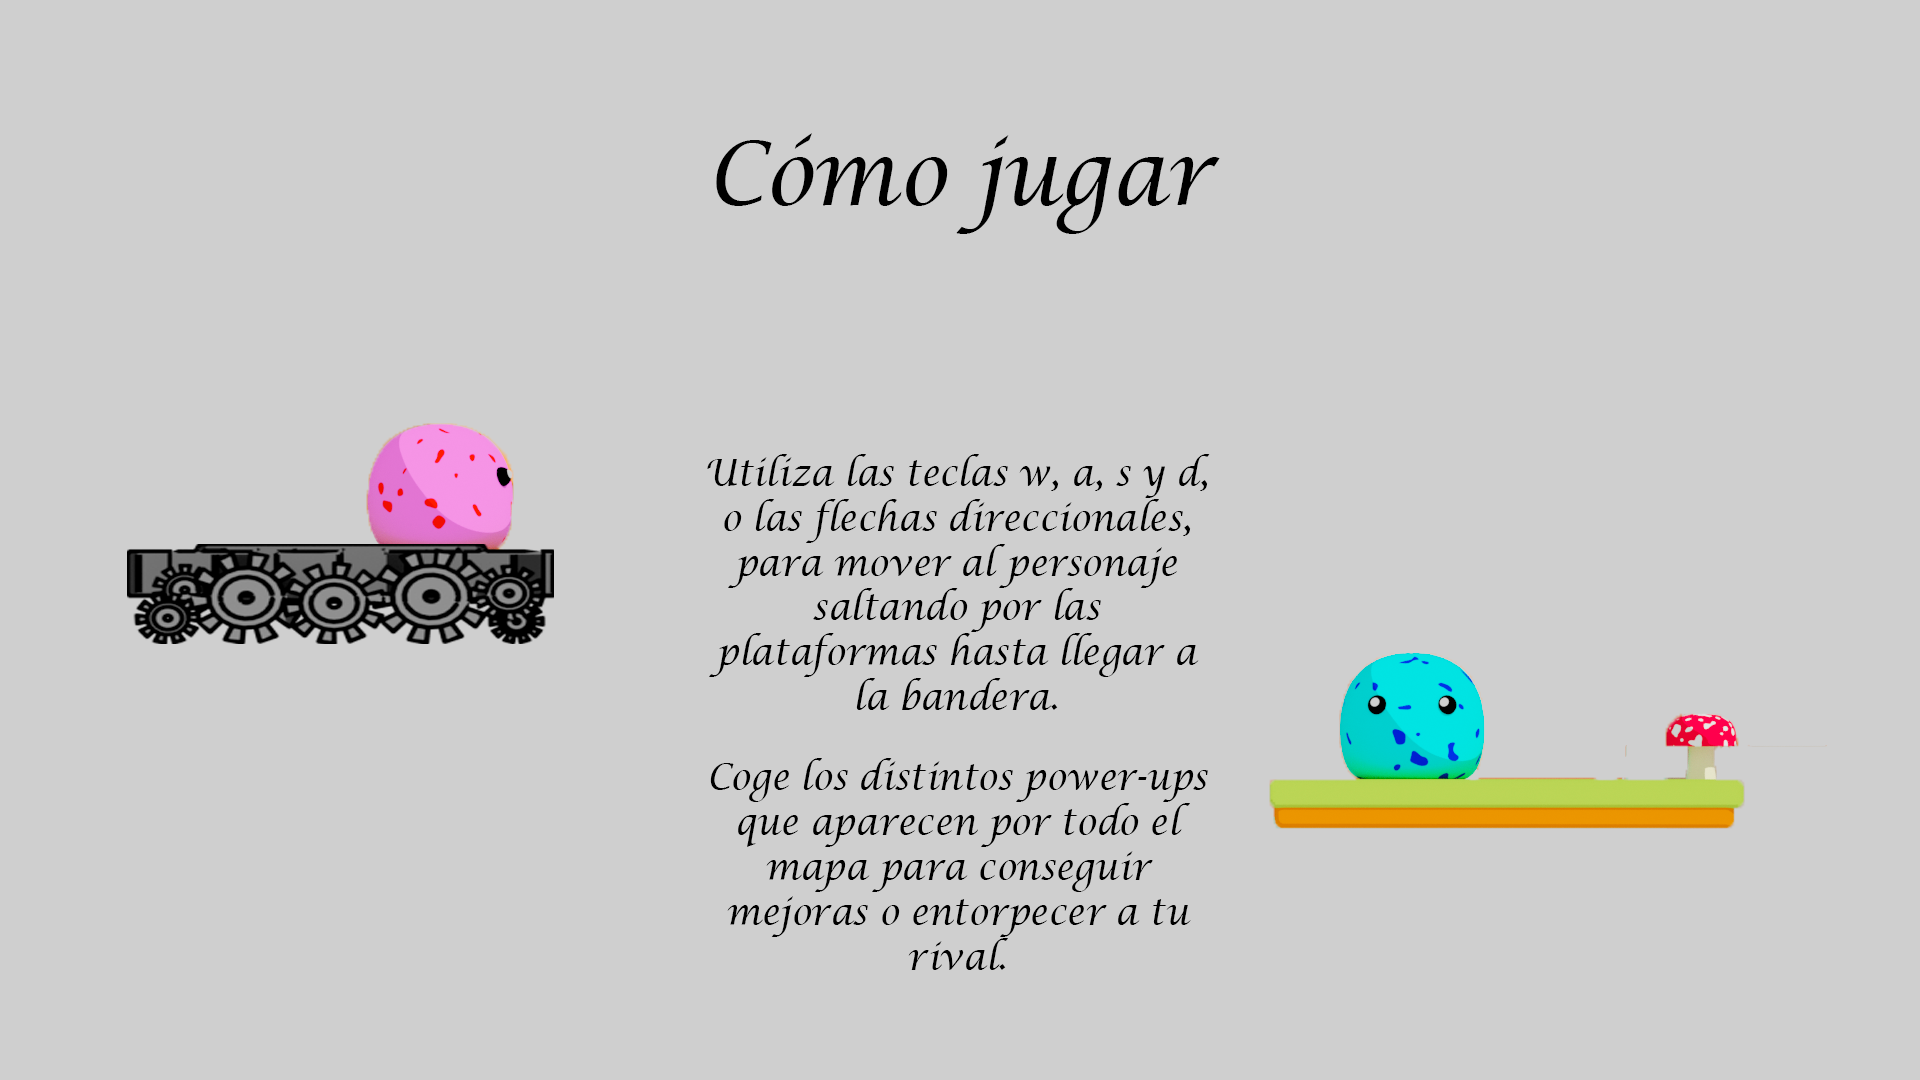 Cómo jugar
Utiliza las teclas w, a, s y d,
o las flechas direccionales,
para mover al personaje
saltando por las
plataformas hasta llegar a
la bandera.
Coge los distintos power-ups
que aparecen por todo el
mapa para conseguir
mejoras o entorpecer a tu
rival.